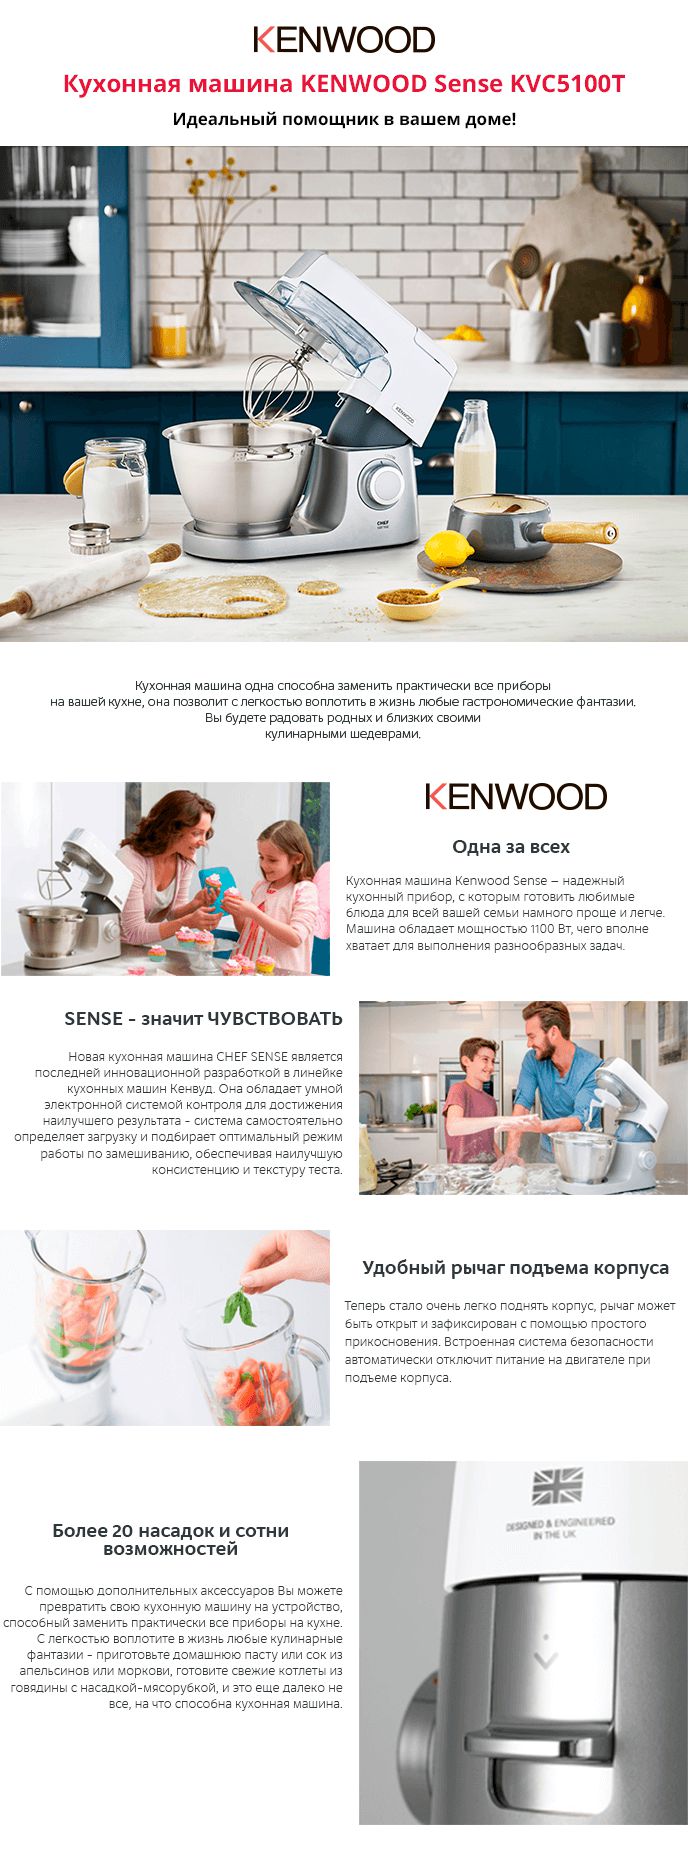 KENWOOD
Кухонная машина KENWOOD Sense KVC5100T
Идеальный помощник в вашем доме!
KENWOOD
CHEF
SENSE
Кухонная машина одна способна заменить практически все приборы
на вашей кухне, она позволит с легкостью воплотить в жизнь любые гастрономические фантазии.
Вы будете радовать родных и близких своими
кулинарными шедеврами.
KENWOOD
Одна за всех
Кухонная машина Kenwood Sense – надежный
кухонный прибор, с которым готовить любимые
блюда для всей вашей семьи намного проще и легче.
Машина обладает мощностью 1100 Вт, чего вполне
хватает для выполнения разнообразных задач.
SENSE - значит ЧУВСТВОВАТЬ
Новая кухонная машина CHEF SENSE является
последней инновационной разработкой в линейке
кухонных машин Кенвуд. Она обладает умной
электронной системой контроля для достижения
наилучшего результата - система самостоятельно
определяет загрузку и подбирает оптимальный режим
работы по замешиванию, обеспечивая наилучшую
консистенцию и текстуру теста.
Удобный рычаг подъема корпуса
Теперь стало очень легко поднять корпус, рычаг может
быть открыт и зафиксирован с помощью простого
прикосновения. Встроенная система безопасности
автоматически отключит питание на двигателе при
подъеме корпуса.
Более 20 насадок и сотни
возможностей
С помощью дополнительных аксессуаров Вы можете
превратить свою кухонную машину на устройство,
способный заменить практически все приборы на кухне.
С легкостью воплотите в жизнь любые кулинарные
фантазии - приготовьте домашнюю пасту или сок из
апельсинов или моркови, готовите свежие котлеты из
говядины с насадкой-мясорубкой, и это еще далеко не
все, на что способна кухонная машина.
DESIGNED & ENGINEERED
IN THE UK